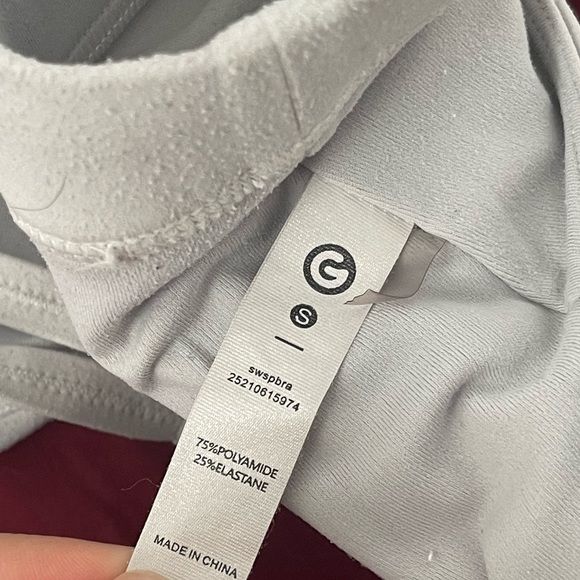 G
S
swspbra
25210615974
75%POLYAMIDE
25%ELASTANE
MADE IN CHINA